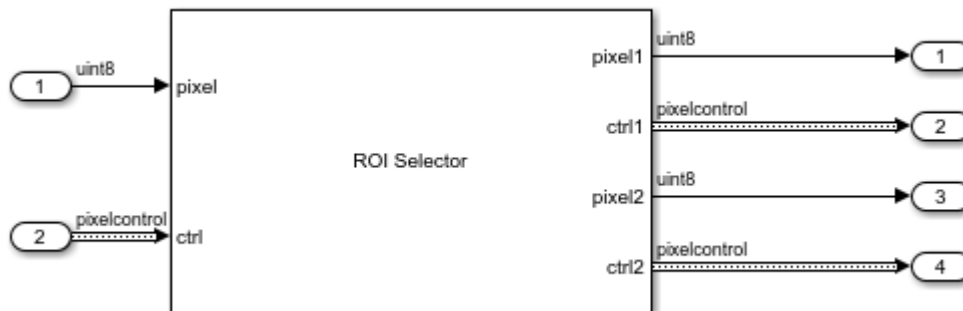 uint8
1
pixel
pixelcontrol
2
ctrl
ROI Selector
pixel1
uint8
1
ctrl1
pixelcontrol
2
pixel2
uint8
3
ctrl2
pixelcontrol
4